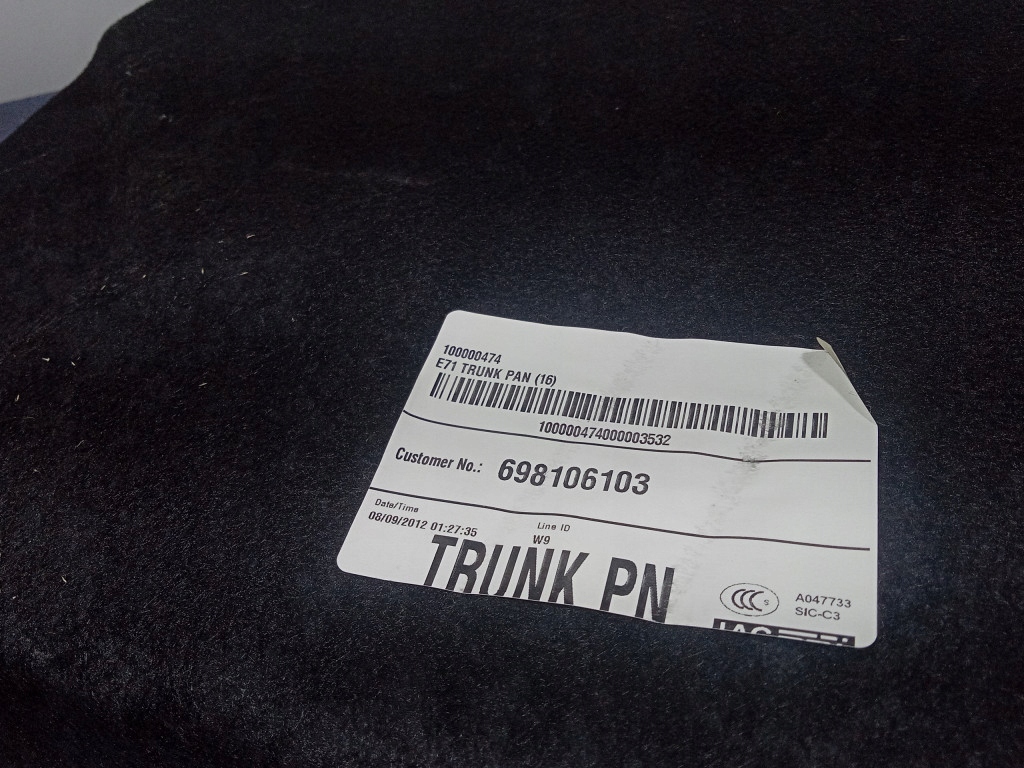 100000474
E71 TRUNK PAN (16)
100000474000003532
Customer No.: 698106103
Date/Time
08/09/2012 01:27:35
Line ID
W9
TRUNK PN
CCC S
A047733
SIC-C3